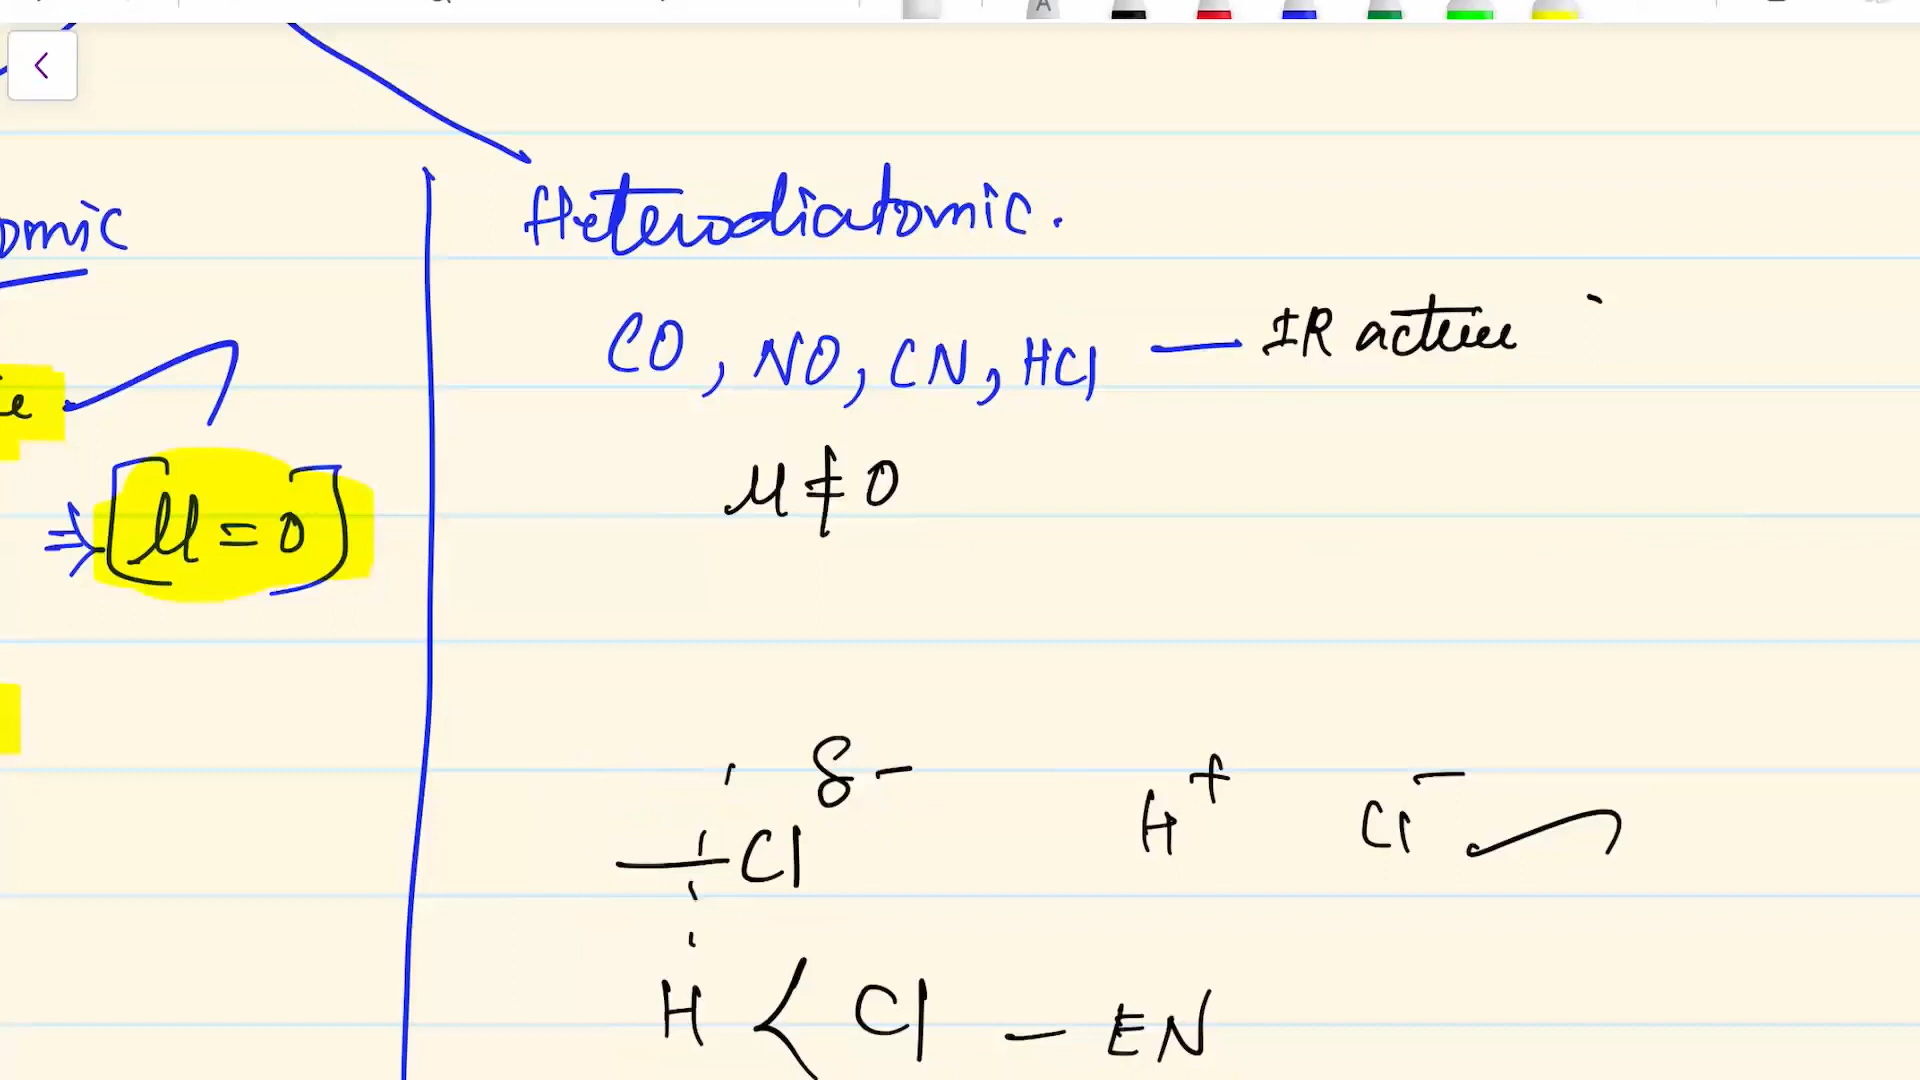 omic
e
⇒ [μ = 0]
Heterodiatomic.
CO, NO, CN, HCl — IR active
μ ≠ 0
δ-
Cl
H+ Cl-
H < Cl — EN